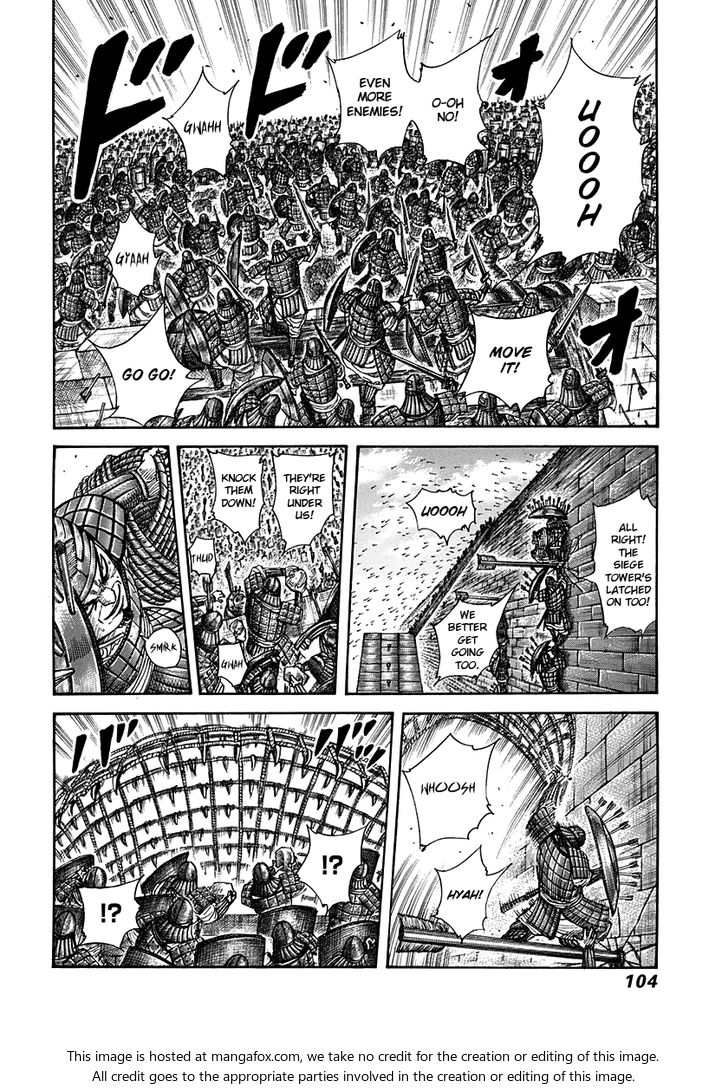 UOOOH
O-OH
NO!
EVEN
MORE
ENEMIES!
ド
ド
オ
オ
GWAHH
GYAAH
GO GO!
MOVE
IT!
ALL
RIGHT!
THE
SIEGE
TOWER'S
LATCHED
ON TOO!
UOOOH
WE
BETTER
GET
GOING
TOO.
THEY'RE
RIGHT
UNDER
US!
KNOCK
THEM
DOWN!
THUD
GWAH
SMIRK
WHOOSH
HYAH!
!?
!?
104
This image is hosted at mangafox.com, we take no credit for the creation or editing of this image.
All credit goes to the appropriate parties involved in the creation or editing of this image.